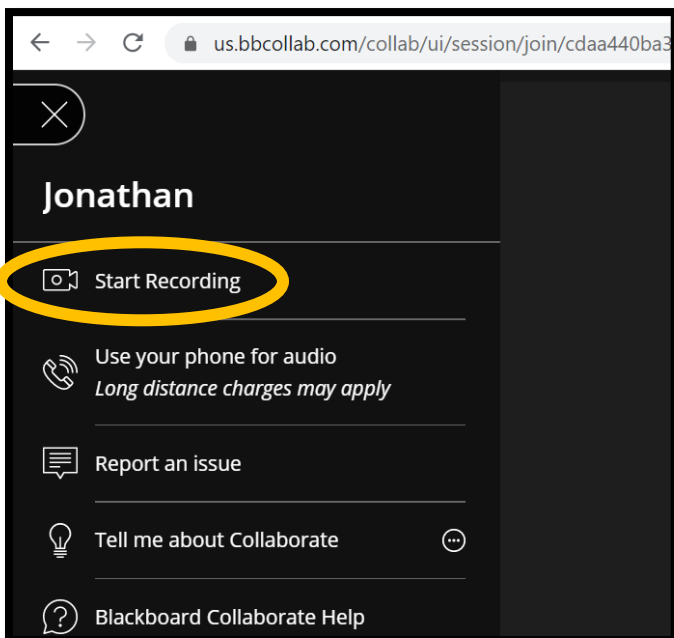 us.bbcollab.com/collab/ui/session/join/cdaa440ba3
Jonathan
Start Recording
Use your phone for audio
Long distance charges may apply
Report an issue
Tell me about Collaborate
Blackboard Collaborate Help